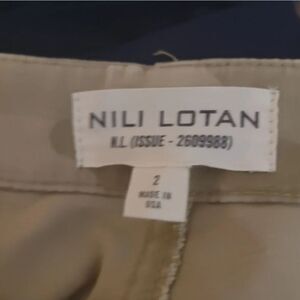 NILI LOTAN
N.L (ISSUE - 2609988)
2
MADE IN
USA